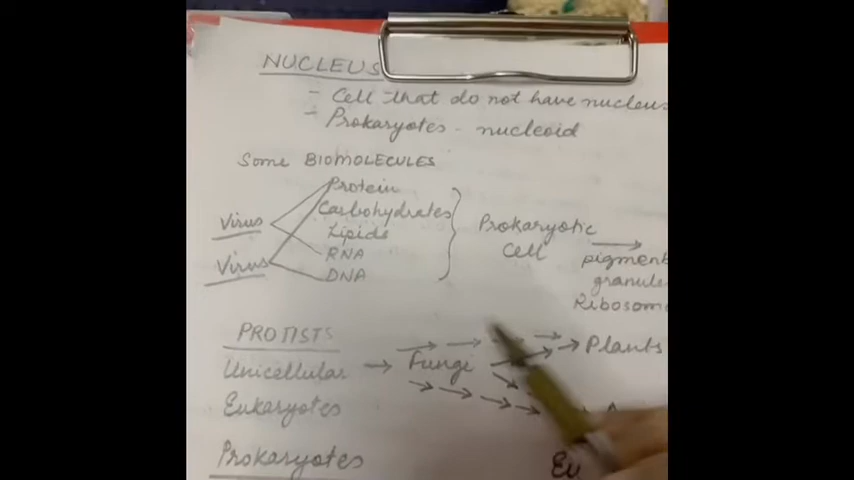 NUCLEUS
- Cell that do not have nucleus
- Prokaryotes - nucleoid
Some BIOMOLECULES
Protein
Carbohydrates
Virus
Lipids
Prokaryotic
Cell
RNA
Virus
DNA
pigment
granule
Ribosome
PROTISTS
Unicellular → Fungi → Plants
Eukaryotes
Prokaryotes
Eu